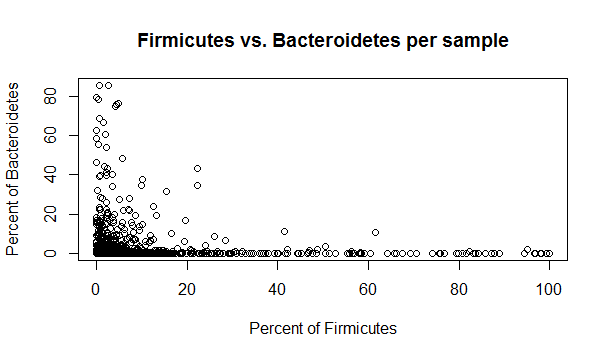 Firmicutes vs. Bacteroidetes per sample
Percent of Bacteroidetes
80
60
40
20
0
0 20 40 60 80 100
Percent of Firmicutes